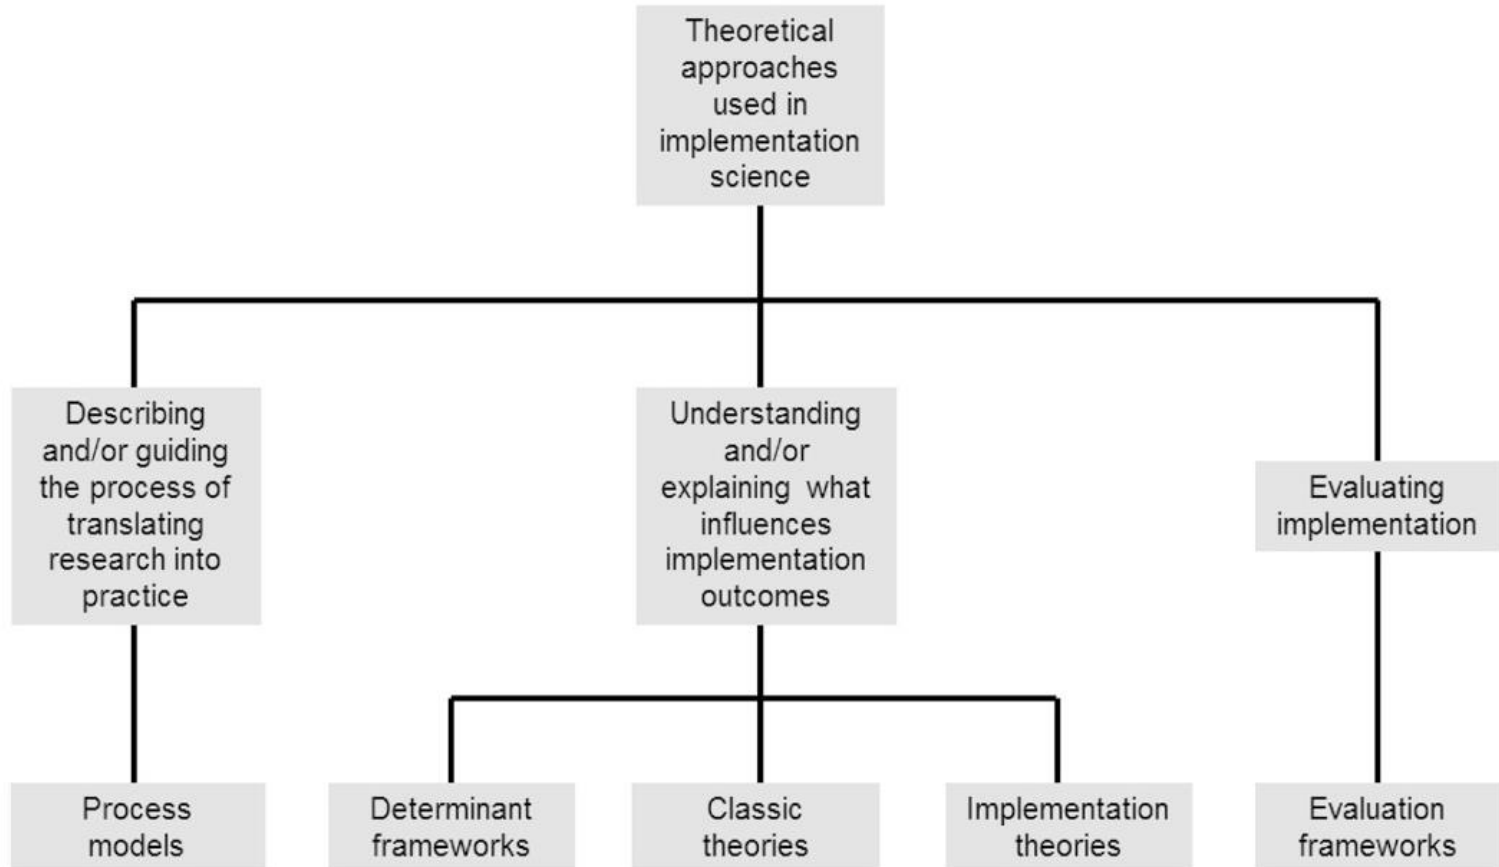 Theoretical
approaches
used in
implementation
science
Describing
and/or guiding
the process of
translating
research into
practice
Understanding
and/or
explaining what
influences
implementation
outcomes
Evaluating
implementation
Process
models
Determinant
frameworks
Classic
theories
Implementation
theories
Evaluation
frameworks